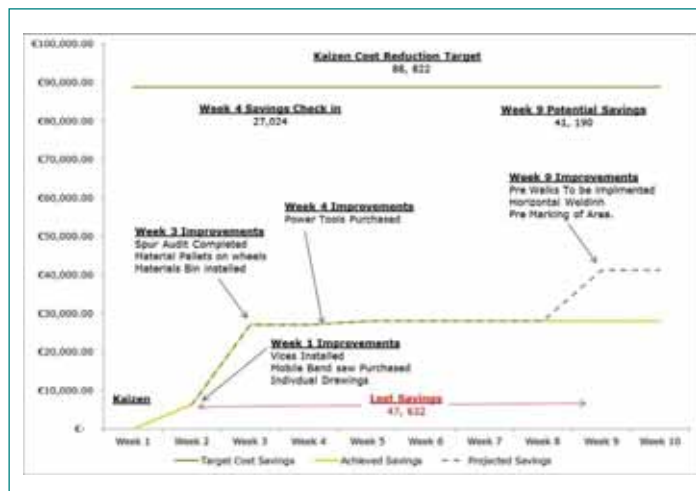 €100,000.00
€90,000.00
€80,000.00
€70,000.00
€60,000.00
€50,000.00
€40,000.00
€30,000.00
€20,000.00
€10,000.00
€-
Kaizen Cost Reduction Target
Week 4 Savings Check in
27,024
Week 9 Potential Savings
41, 190
Week 9 Improvements
Pre Walks To be Implmented
Horizontal Weldinh
Pre Marking of Area.
Week 4 Improvements
Power Tools Purchased
Week 3 Improvements
Spur Audit Completed
Material Pallets on wheels
Materials Bin installed
Week 1 Improvements
Vices Installed
Mobile Band saw Purchased
Indivdual Drewings
Kaizen
Lost Savings
47, 632
Week 1 Week 2 Week 3 Week 4 Week 5 Week 6 Week 7 Week 8 Week 9 Week 10
Target Cost Savings Achieved Savings Projected Savings